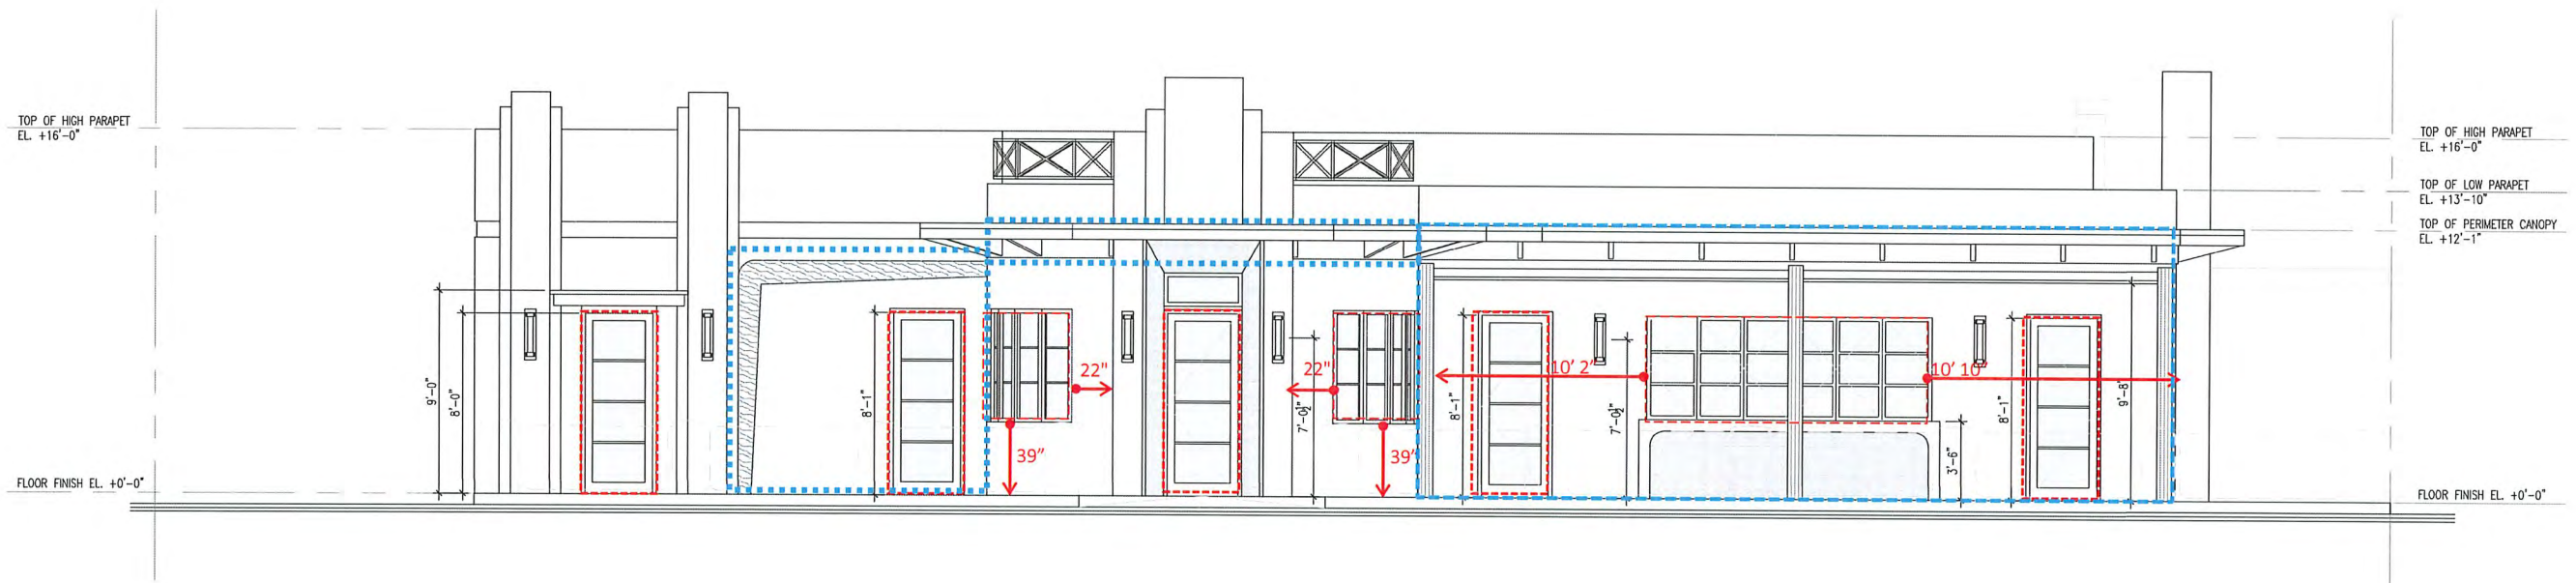 TOP OF HIGH PARAPET
EL. +16'-0"
FLOOR FINISH EL. +0'-0"
9'-0"
8'-0"
8'-1"
22"
39"
22"
7'-0½"
39"
8'-1"
10' 2"
7'-0½"
10' 10"
3'-6"
8'-1"
9'-8"
TOP OF HIGH PARAPET
EL. +16'-0"
TOP OF LOW PARAPET
EL. +13'-10"
TOP OF PERIMETER CANOPY
EL. +12'-1"
FLOOR FINISH EL. +0'-0"